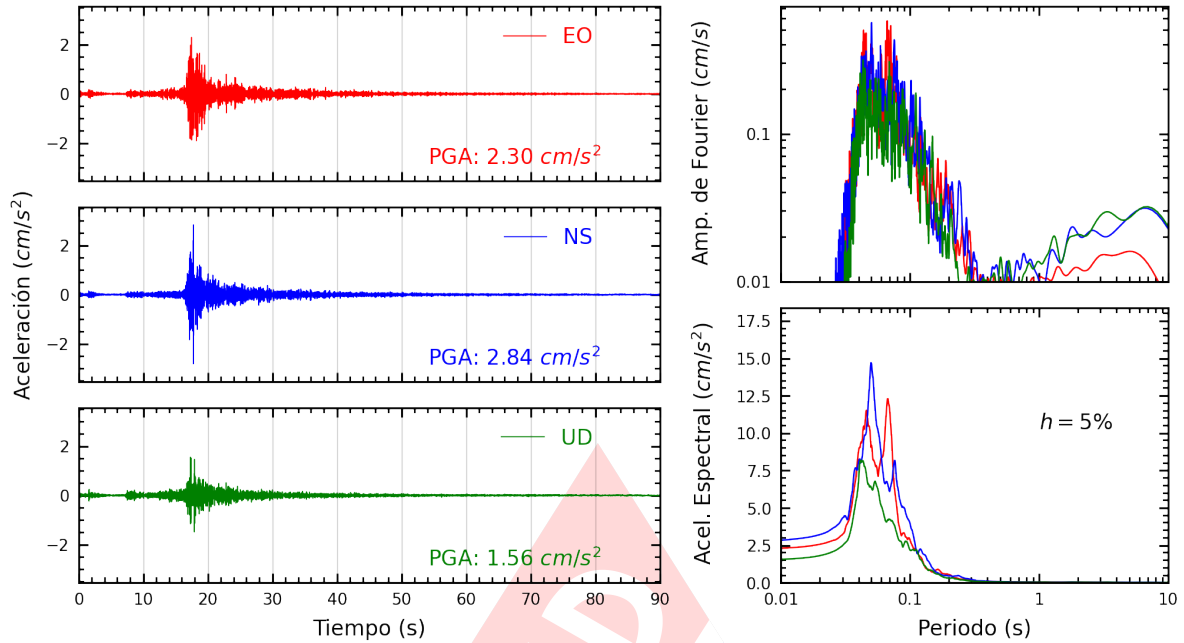 Aceleración (cm/s²)
2
0
−2
EO
PGA: 2.30 cm/s²
2
0
−2
NS
PGA: 2.84 cm/s²
2
0
−2
UD
PGA: 1.56 cm/s²
0 10 20 30 40 50 60 70 80 90
Tiempo (s)
Amp. de Fourier (cm/s)
0.1
0.01
Acel. Espectral (cm/s²)
17.5
15.0
12.5
10.0
7.5
5.0
2.5
0.0
h = 5%
0.01 0.1 1 10
Periodo (s)